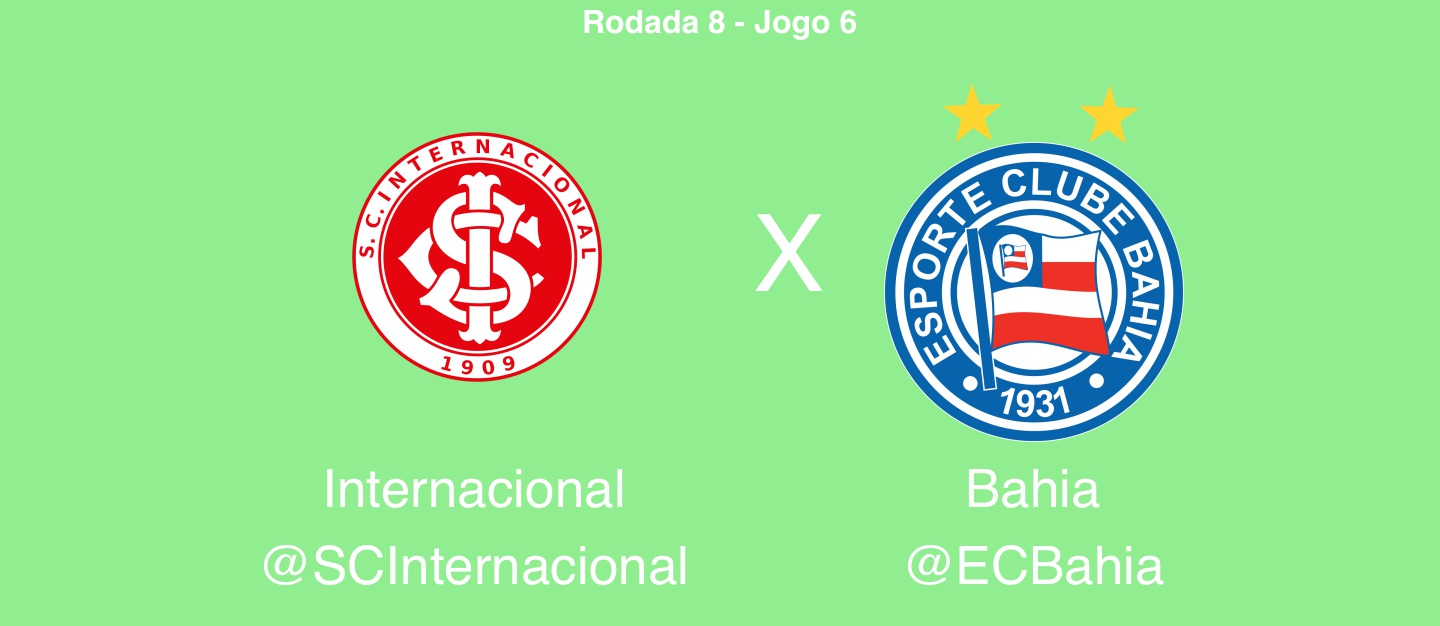 Rodada 8 - Jogo 6
S. C. INTERNACIONAL
1909
X
ESPORTE CLUBE BAHIA
1931
Internacional
Bahia
@SCInternacional
@ECBahia